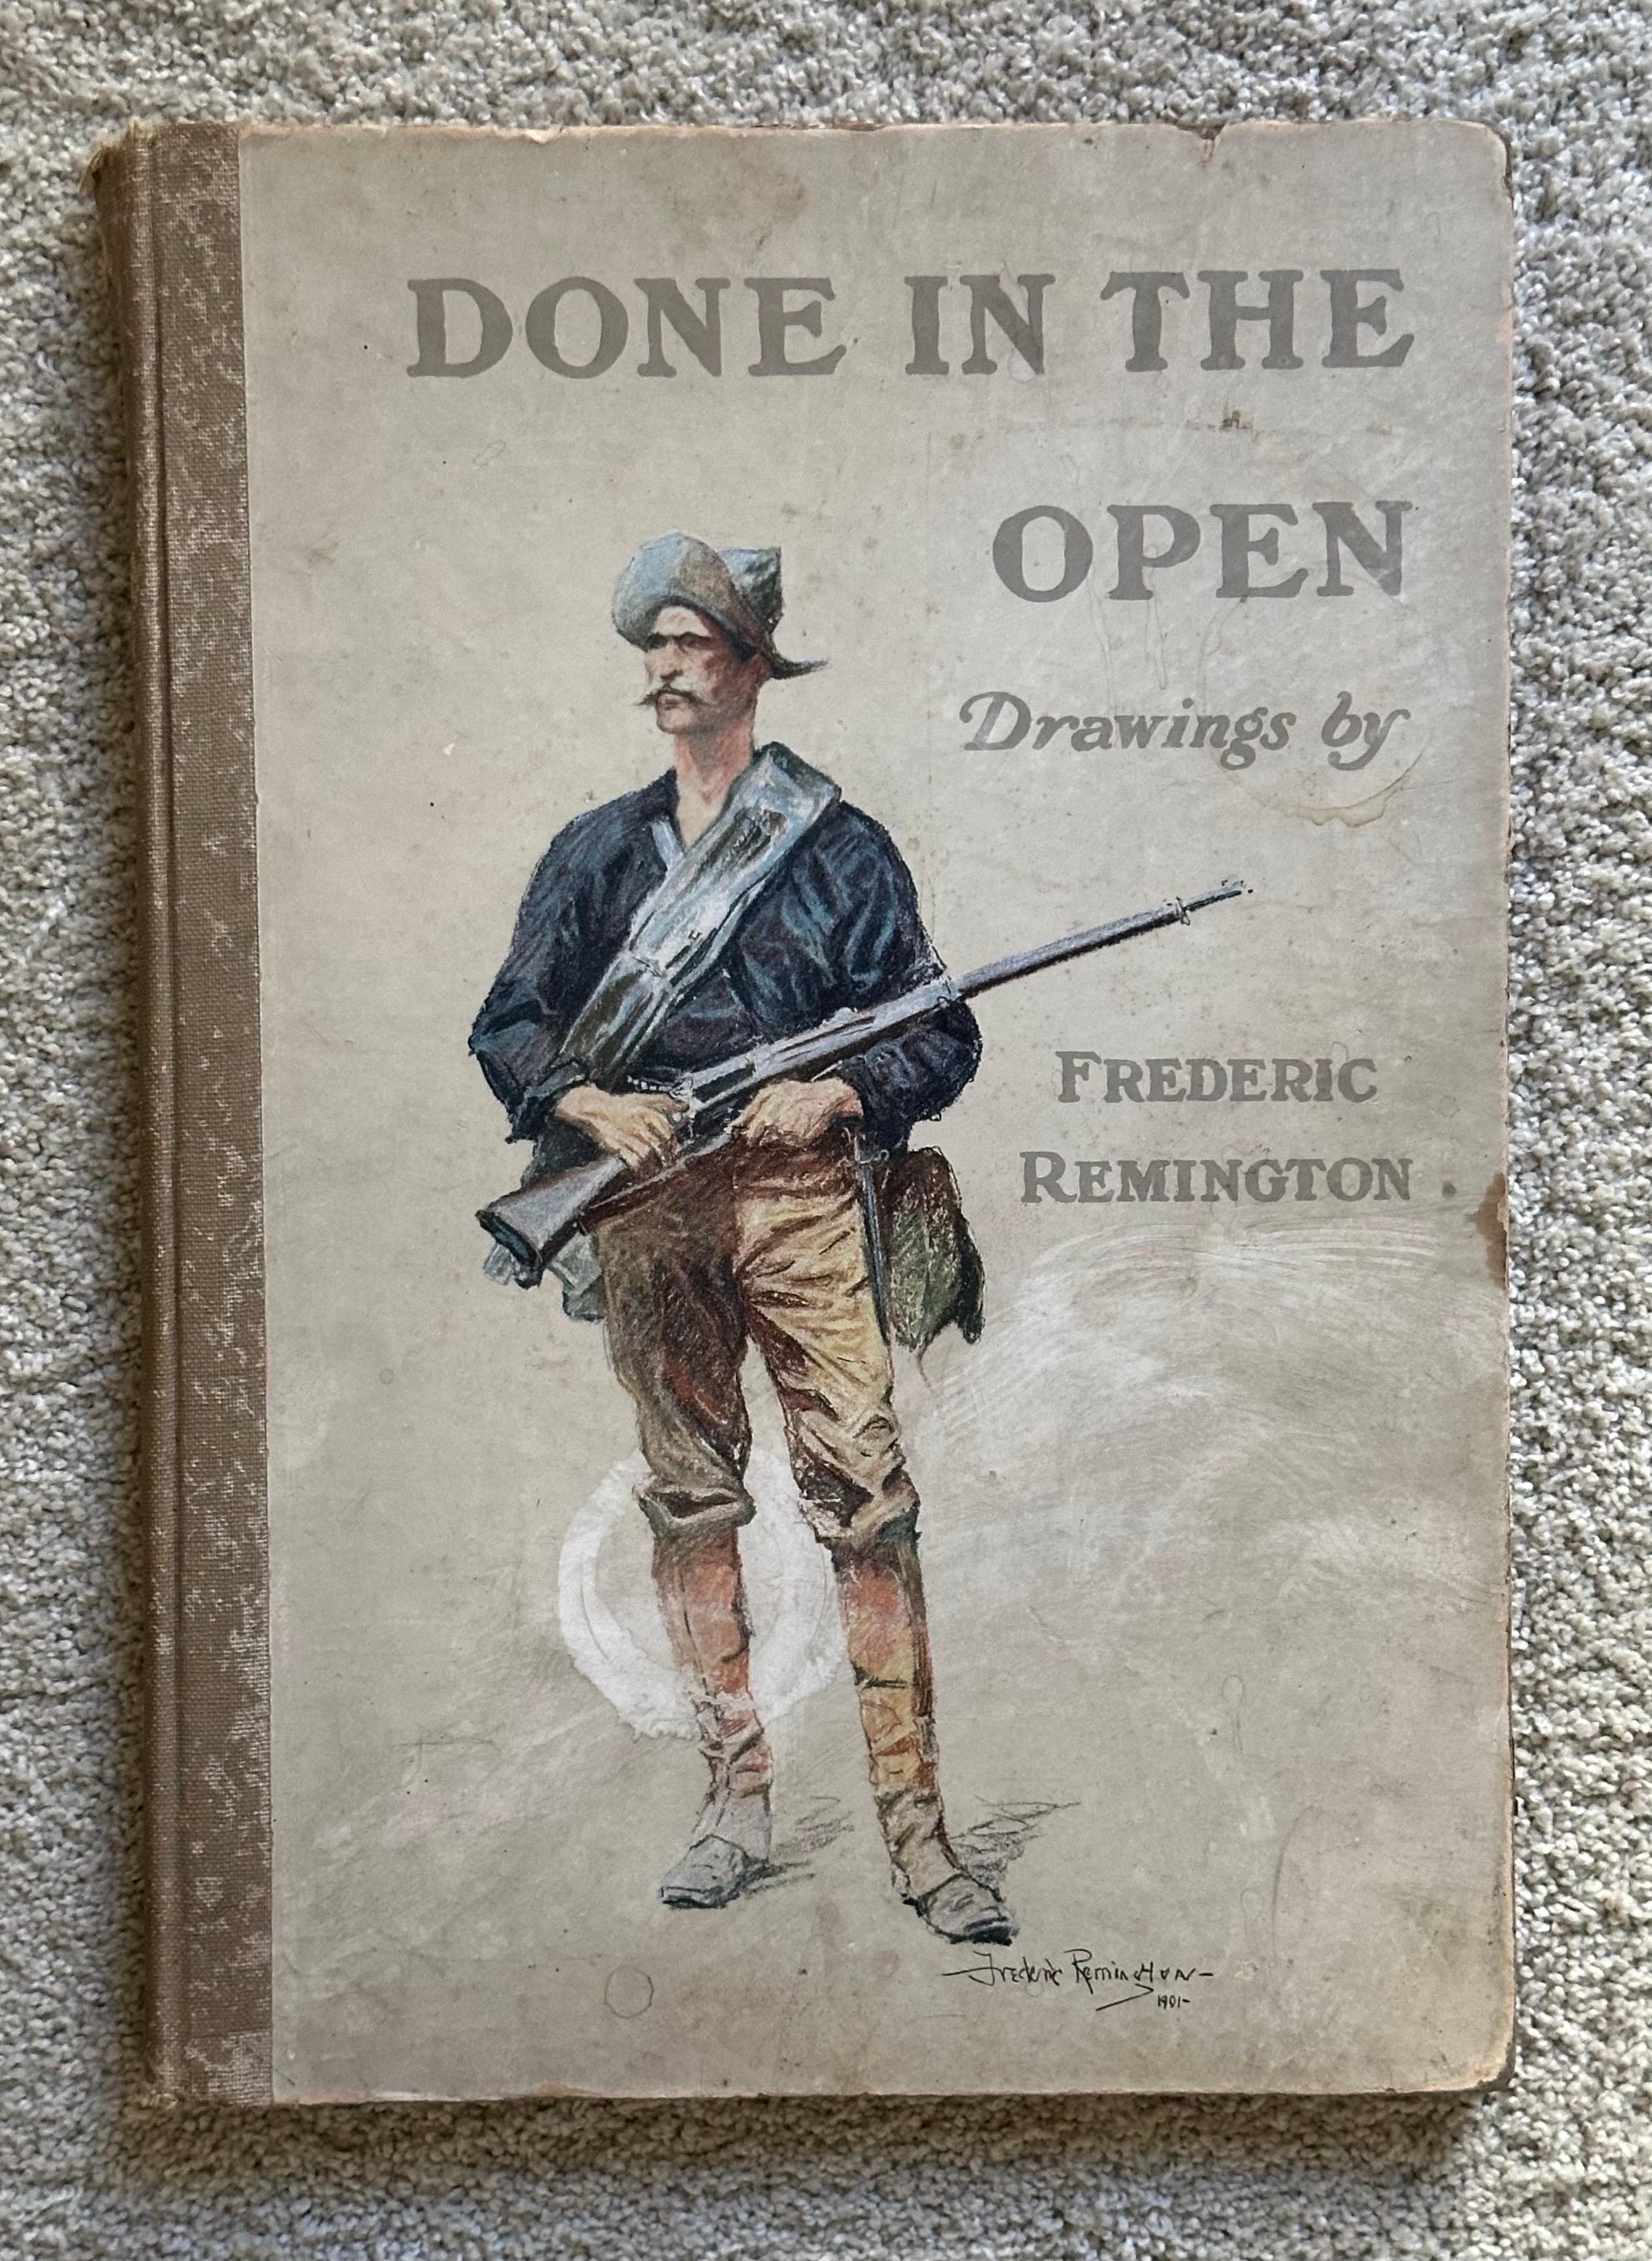 DONE IN THE
OPEN
Drawings by
FREDERIC
REMINGTON
Frederic Remington-
1901-